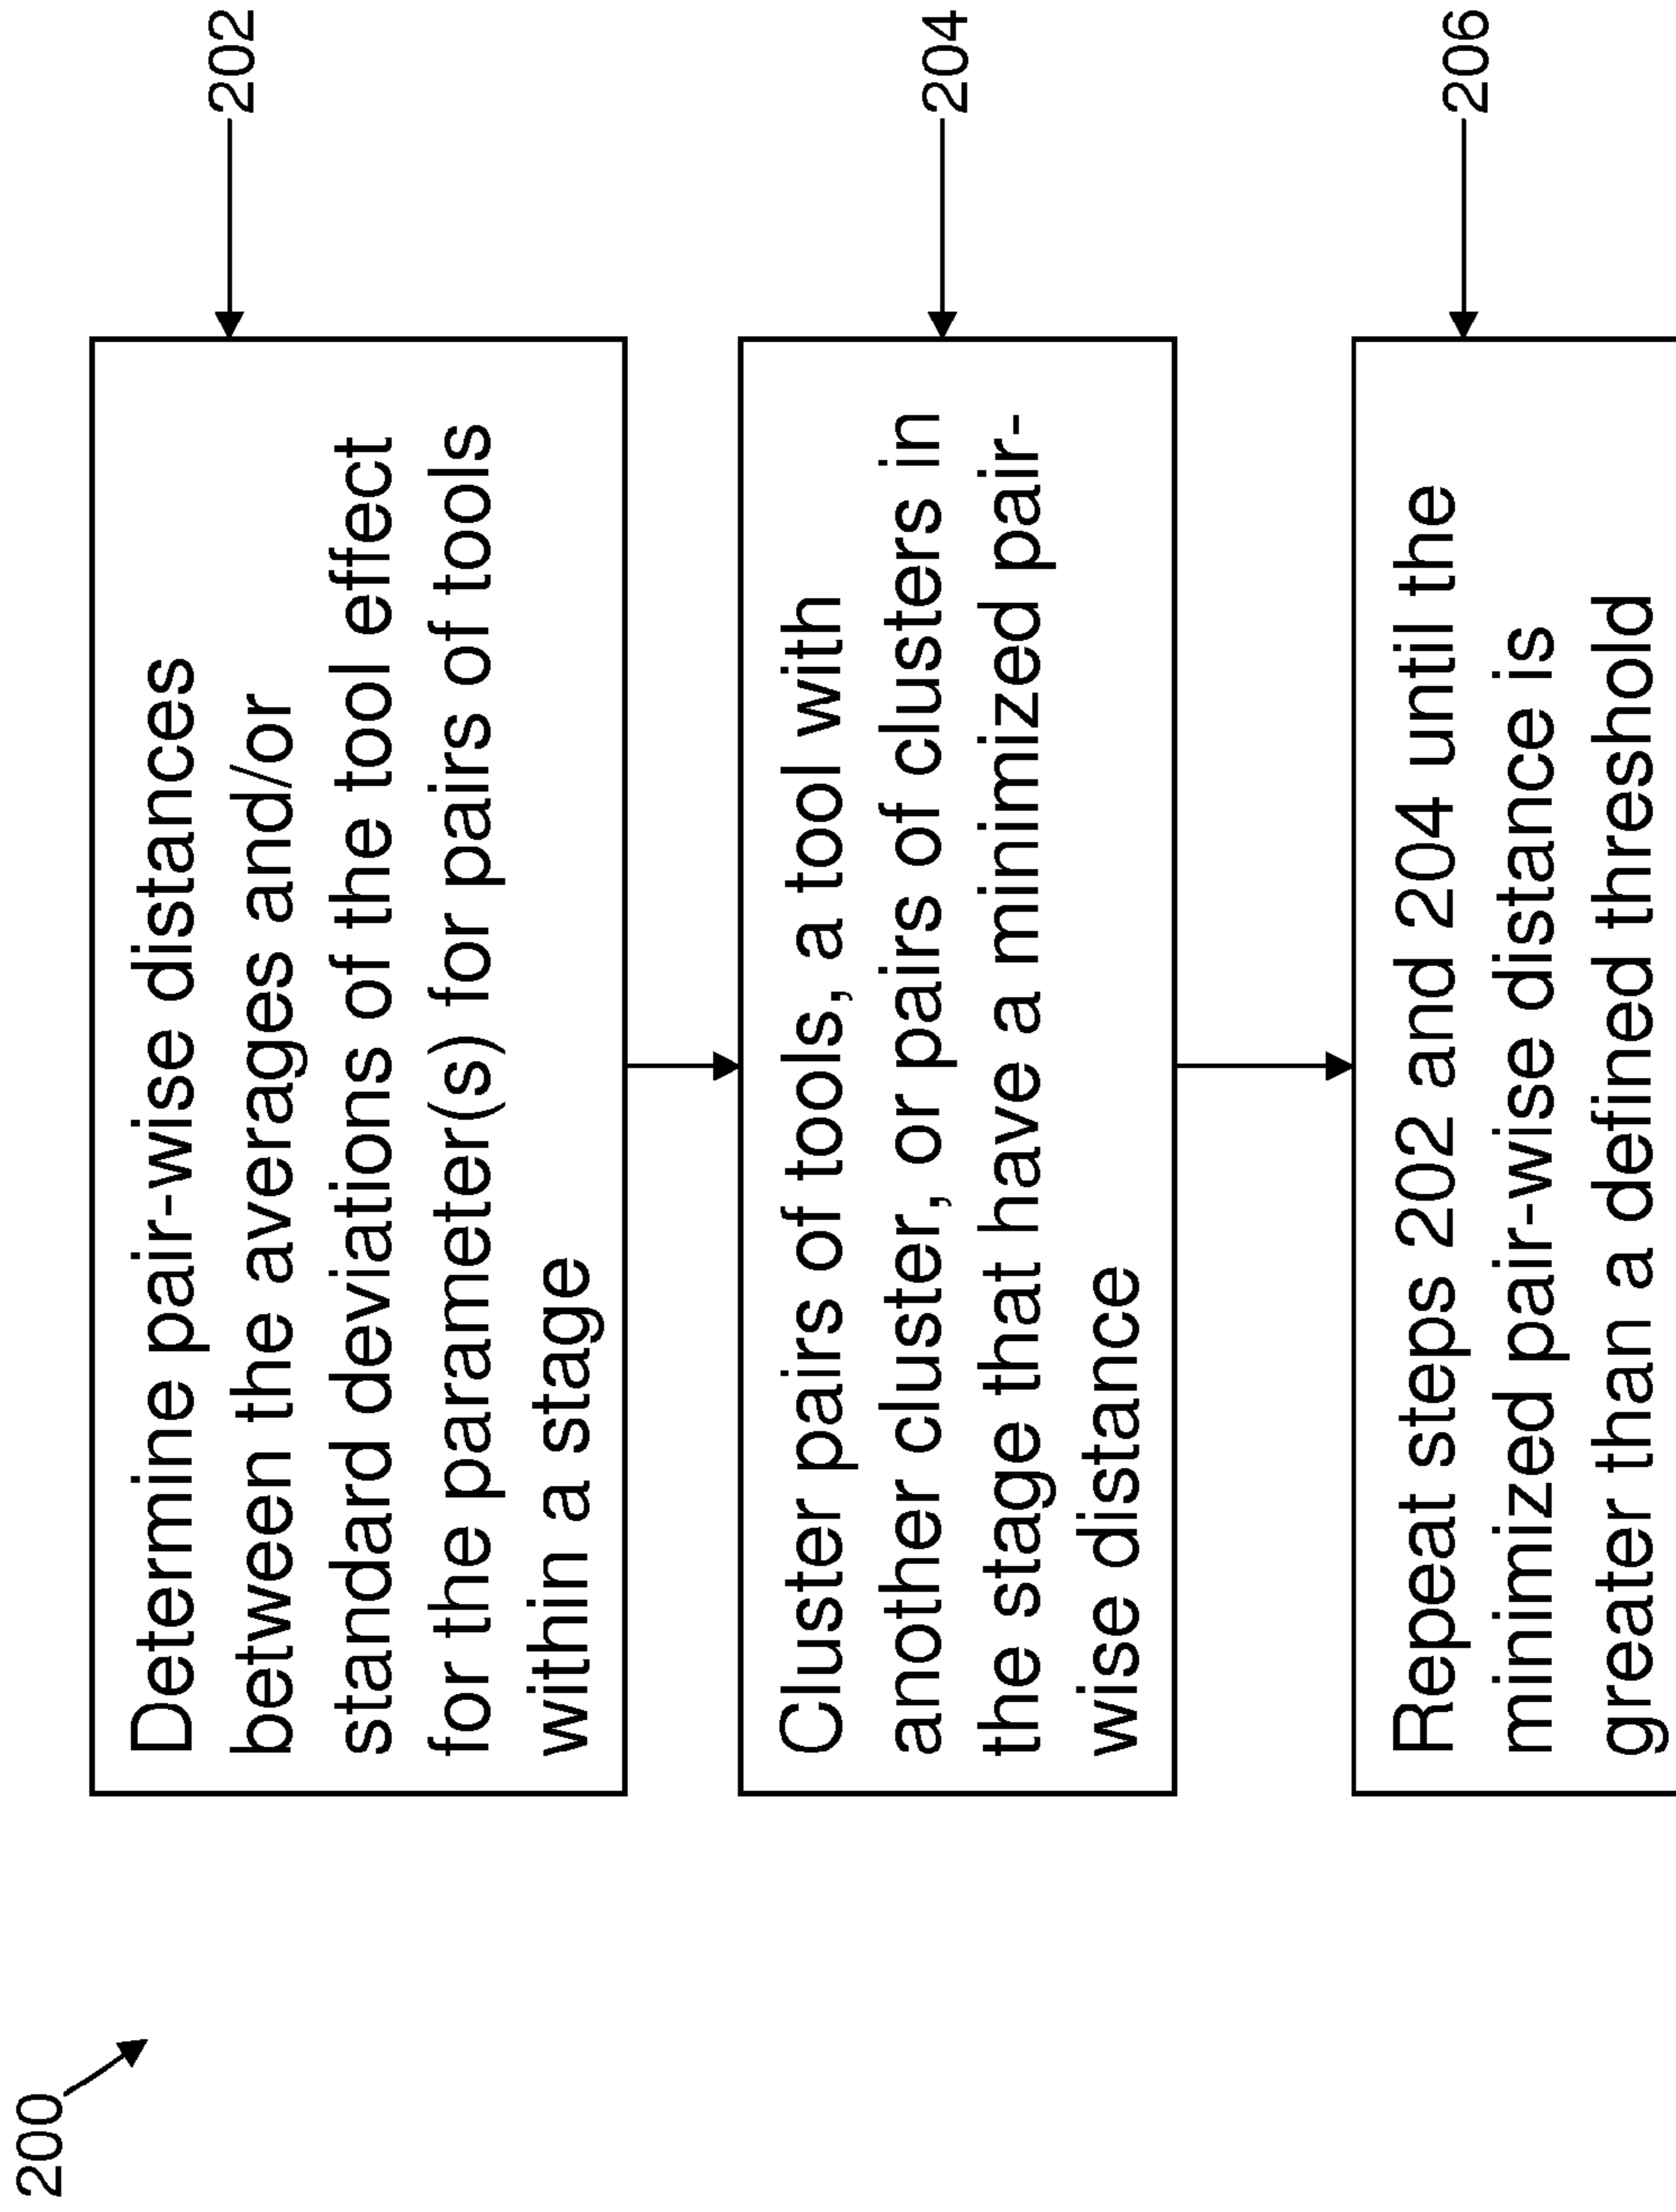 200
Determine pair-wise distances
between the averages and/or
standard deviations of the tool effect
for the parameter(s) for pairs of tools
within a stage
202
Cluster pairs of tools, a tool with
another cluster, or pairs of clusters in
the stage that have a minimized pair-
wise distance
204
Repeat steps 202 and 204 until the
minimized pair-wise distance is
greater than a defined threshold
206